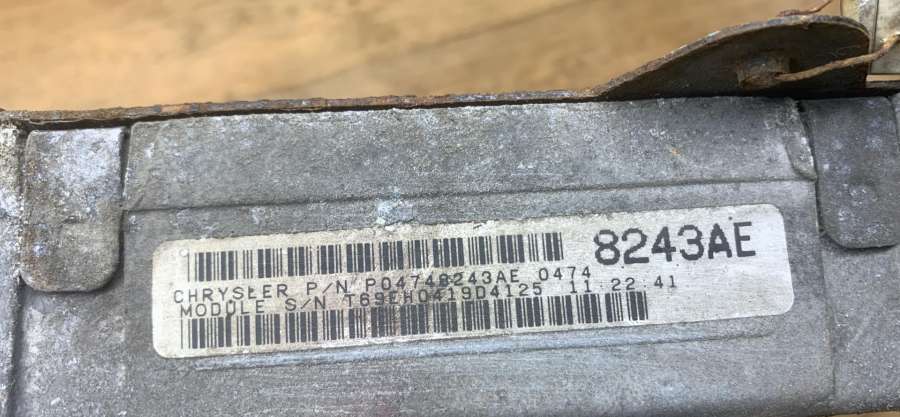 8243AE
CHRYSLER P/N P04748243AE 0474
MODULE S/N T69EH0419D4125 11 22 41